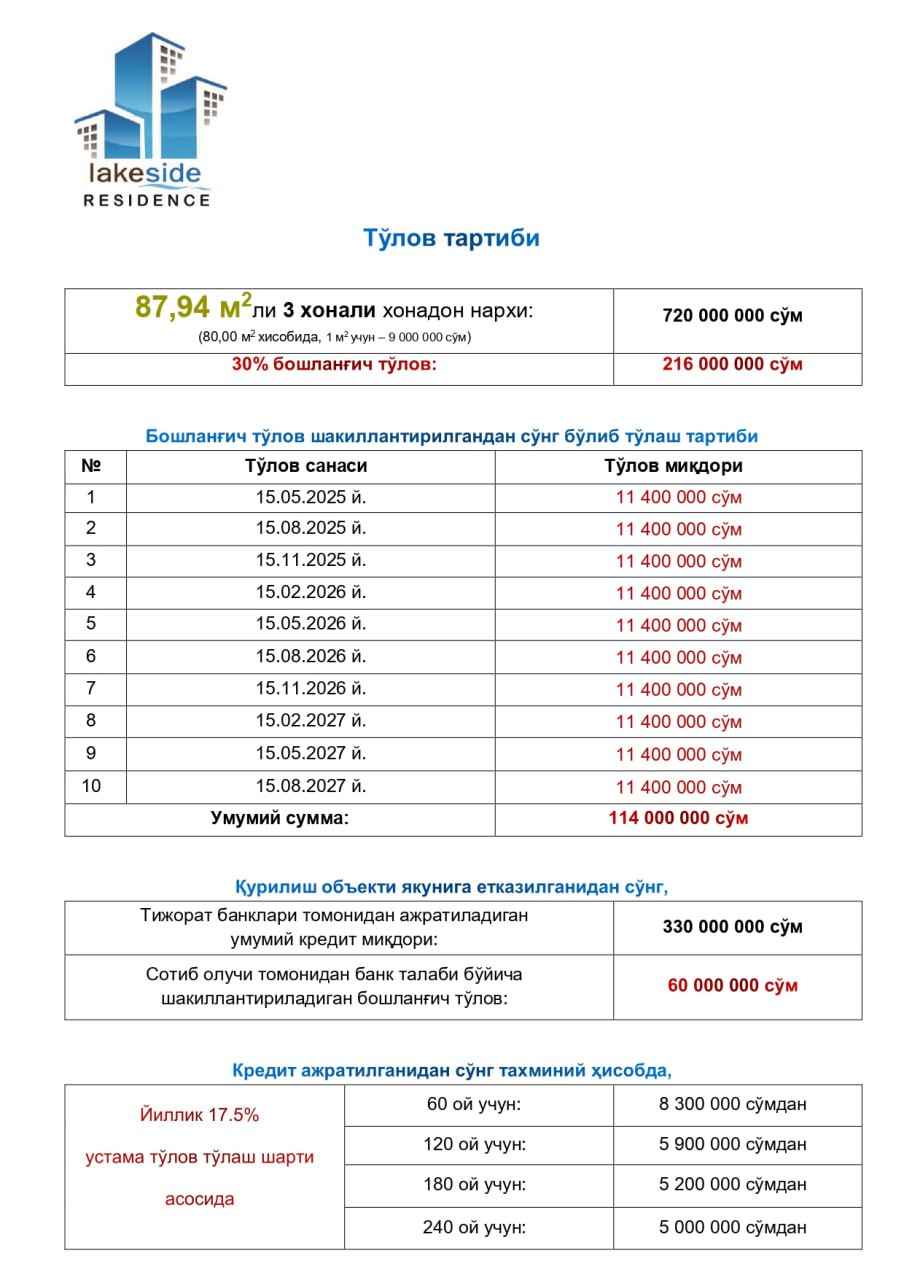 lakeside
RESIDENCE
Тўлов тартиби
87,94 м²ли 3 хонали хонадон нархи:
(80,00 м² хисобида, 1 м² учун – 9 000 000 сўм)
720 000 000 сўм
30% бошланғич тўлов:
216 000 000 сўм
Бошланғич тўлов шакиллантирилгандан сўнг бўлиб тўлаш тартиби
№ Тўлов санаси Тўлов миқдори
1 15.05.2025 й. 11 400 000 сўм
2 15.08.2025 й. 11 400 000 сўм
3 15.11.2025 й. 11 400 000 сўм
4 15.02.2026 й. 11 400 000 сўм
5 15.05.2026 й. 11 400 000 сўм
6 15.08.2026 й. 11 400 000 сўм
7 15.11.2026 й. 11 400 000 сўм
8 15.02.2027 й. 11 400 000 сўм
9 15.05.2027 й. 11 400 000 сўм
10 15.08.2027 й. 11 400 000 сўм
Умумий сумма: 114 000 000 сўм
Қурилиш объекти якунига етказилганидан сўнг,
Тижорат банклари томонидан ажратиладиган
умумий кредит миқдори:
330 000 000 сўм
Сотиб олучи томонидан банк талаби бўйича
шакиллантириладиган бошланғич тўлов:
60 000 000 сўм
Кредит ажратилганидан сўнг тахминий ҳисобда,
Йиллик 17.5%
устама тўлов тўлаш шарти
асосида
60 ой учун: 8 300 000 сўмдан
120 ой учун: 5 900 000 сўмдан
180 ой учун: 5 200 000 сўмдан
240 ой учун: 5 000 000 сўмдан